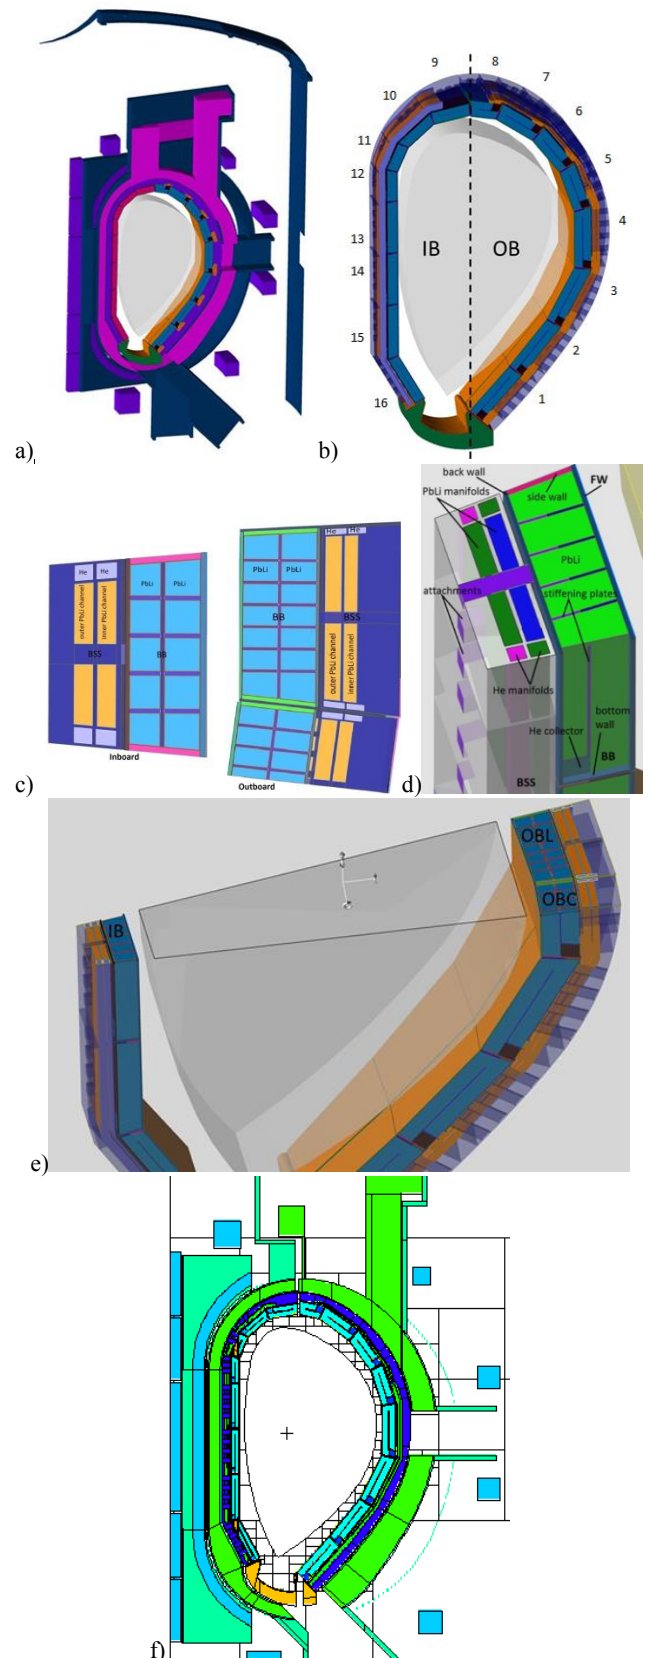 a)
b)
9
8
7
10
6
11
5
12
4
13
14
3
15
2
16
1
IB
OB
c)
He
He
PbLi
PbLi
outer PbLi channel
inner PbLi channel
BSS
BB
Inboard
PbLi
PbLi
He
He
BB
BSS
outer PbLi channel
inner PbLi channel
Outboard
d)
back wall
PbLi manifolds
FW
side wall
PbLi
attachments
stiffening plates
He manifolds
bottom
wall
He collector
BB
BSS
e)
IB
OBL
OBC
f)